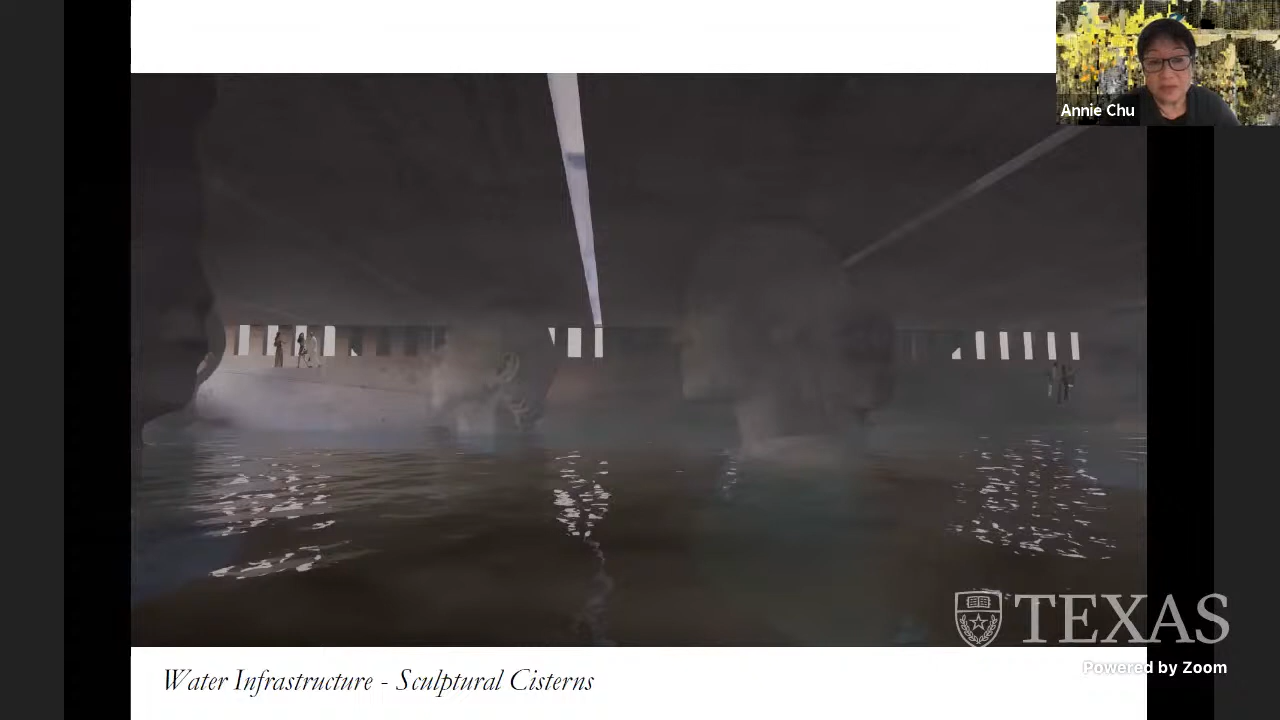 Annie Chu
TEXAS
Powered by Zoom
Water Infrastructure - Sculptural Cisterns